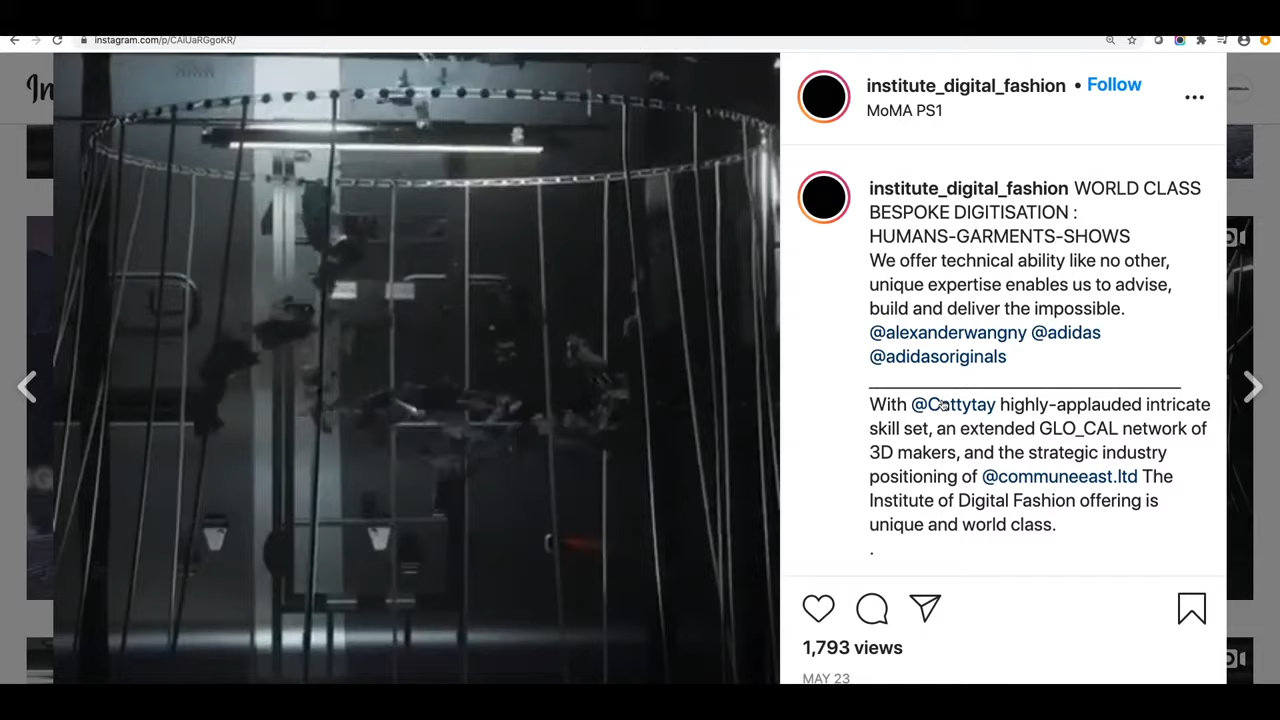 instagram.com/p/CAiUaRGgoKR/
In
institute_digital_fashion • Follow
MoMA PS1
institute_digital_fashion WORLD CLASS
BESPOKE DIGITISATION :
HUMANS-GARMENTS-SHOWS
We offer technical ability like no other,
unique expertise enables us to advise,
build and deliver the impossible.
@alexanderwangny @adidas
@adidasoriginals
With @Cattytay highly-applauded intricate
skill set, an extended GLO_CAL network of
3D makers, and the strategic industry
positioning of @communeeast.ltd The
Institute of Digital Fashion offering is
unique and world class.
.
1,793 views
MAY 23